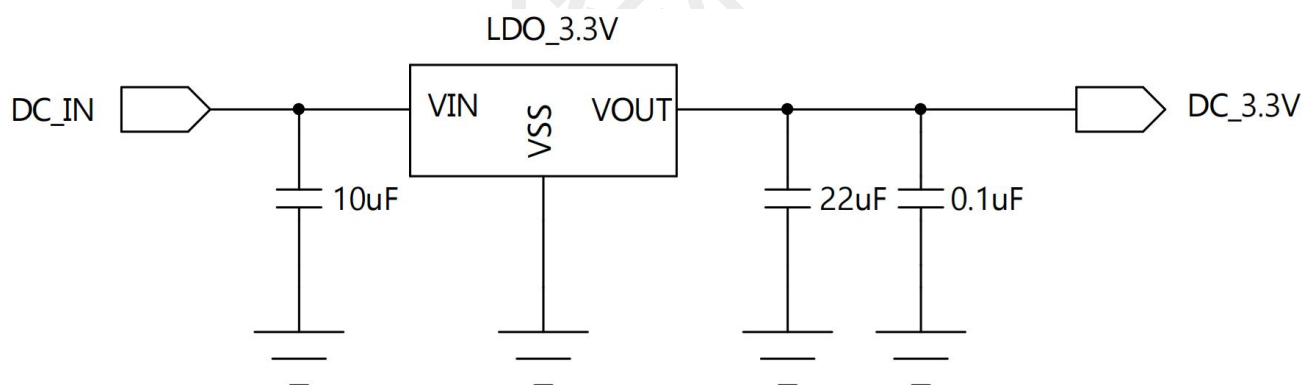 LDO_3.3V
DC_IN
VIN
VSS
VOUT
DC_3.3V
10uF
22uF
0.1uF